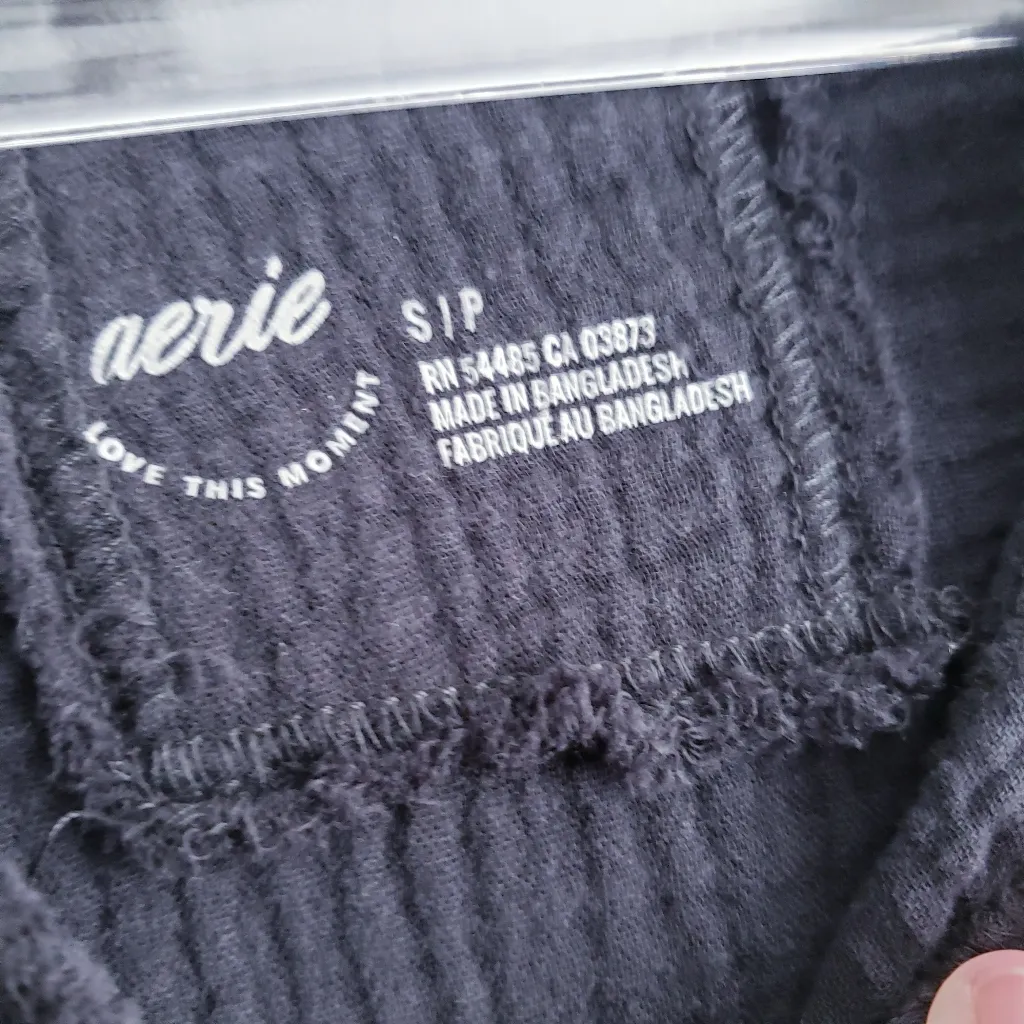 aerie
LOVE THIS MOMENT
S | P
RN 54485 CA 03873
MADE IN BANGLADESH
FABRIQUÉ AU BANGLADESH